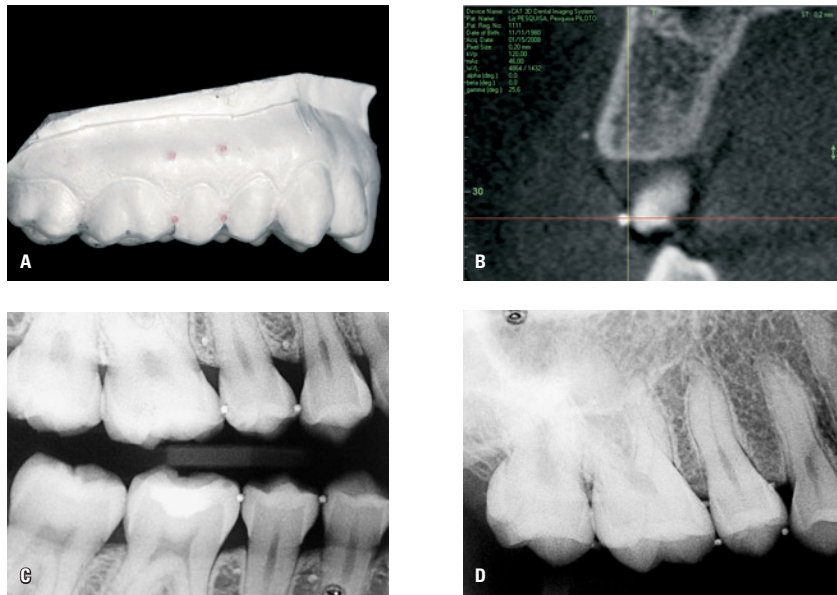 A
Device Name: i-CAT 3D Dental Imaging System
Pat. Name: Liz PESQUISA, Pesquisa PILOTO
Pat. Reg. No: 1111
Date of Birth: 11/11/1980
Acq. Date: 01/15/2008
Pixel Size: 0,20 mm
kVp: 120,00
mAs: 46,00
W/L: 4864 / 1432
alpha (deg.): 0,0
beta (deg.): 0,0
gamma (deg.): 25,6
ST: 0,2 mm
30
B
C
D